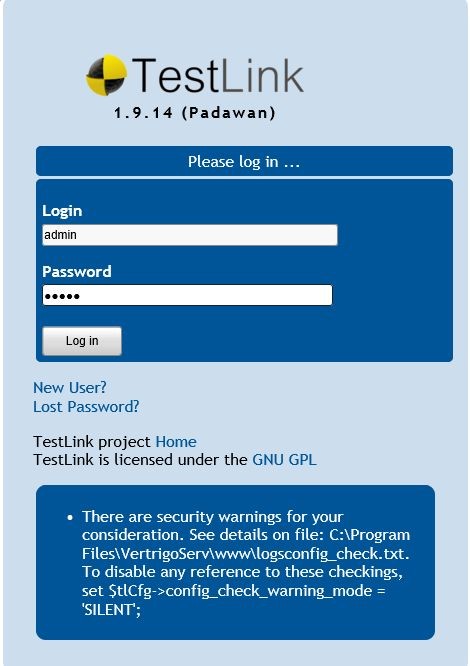 TestLink
1.9.14 (Padawan)
Please log in ...
Login
admin
Password
•••••
Log in
New User?
Lost Password?
TestLink project Home
TestLink is licensed under the GNU GPL
• There are security warnings for your
consideration. See details on file: C:\Program
Files\VertrigoServ\www\logsconfig_check.txt.
To disable any reference to these checkings,
set $tlCfg->config_check_warning_mode =
'SILENT';